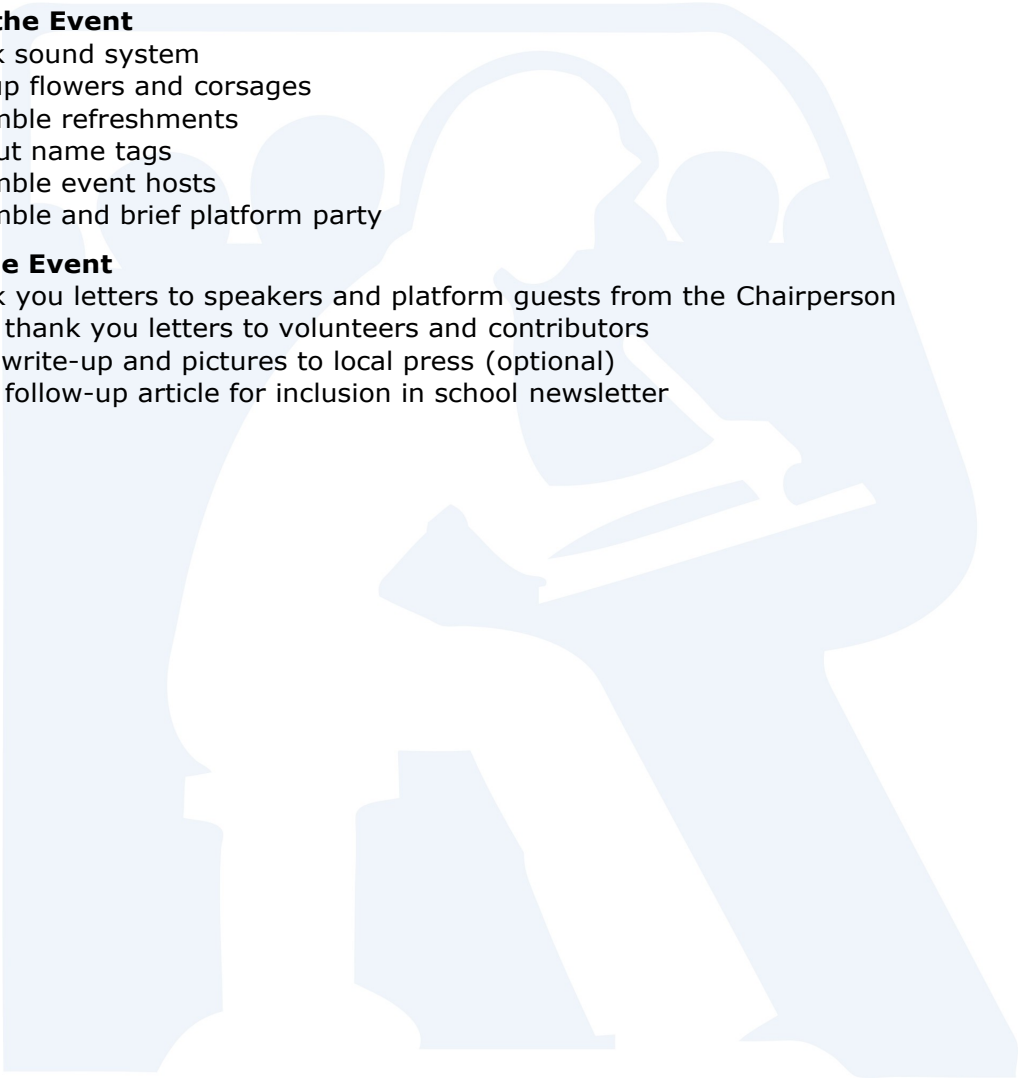 the Event
k sound system
up flowers and corsages
mble refreshments
ut name tags
mble event hosts
mble and brief platform party
e Event
k you letters to speakers and platform guests from the Chairperson
thank you letters to volunteers and contributors
write-up and pictures to local press (optional)
follow-up article for inclusion in school newsletter